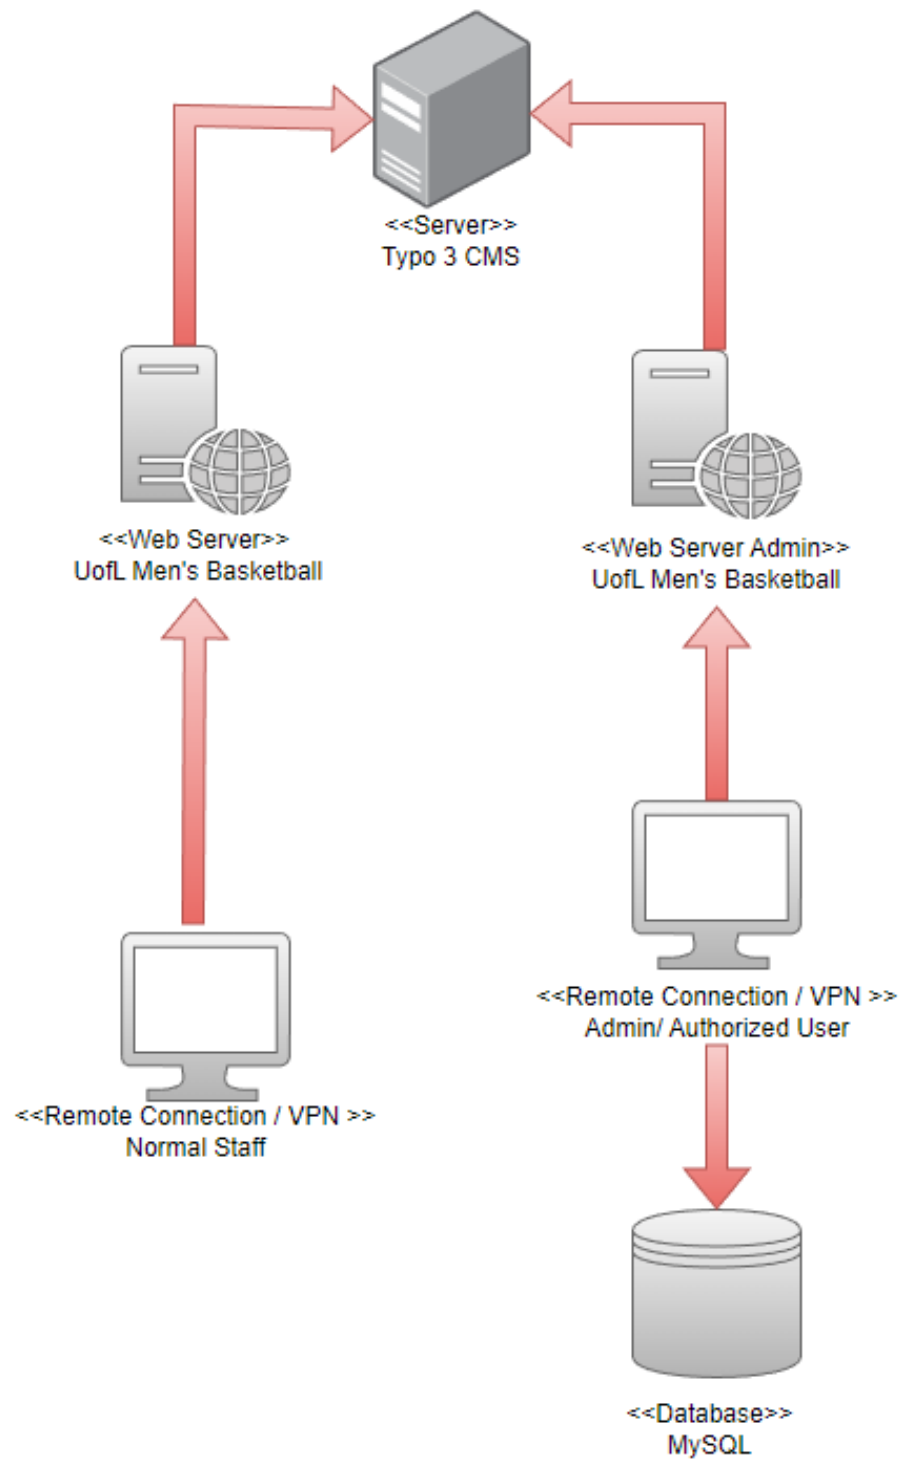 <<Server>>
Typo 3 CMS
<<Web Server>>
UofL Men's Basketball
<<Web Server Admin>>
UofL Men's Basketball
<<Remote Connection / VPN >>
Admin/ Authorized User
<<Remote Connection / VPN >>
Normal Staff
<<Database>>
MySQL